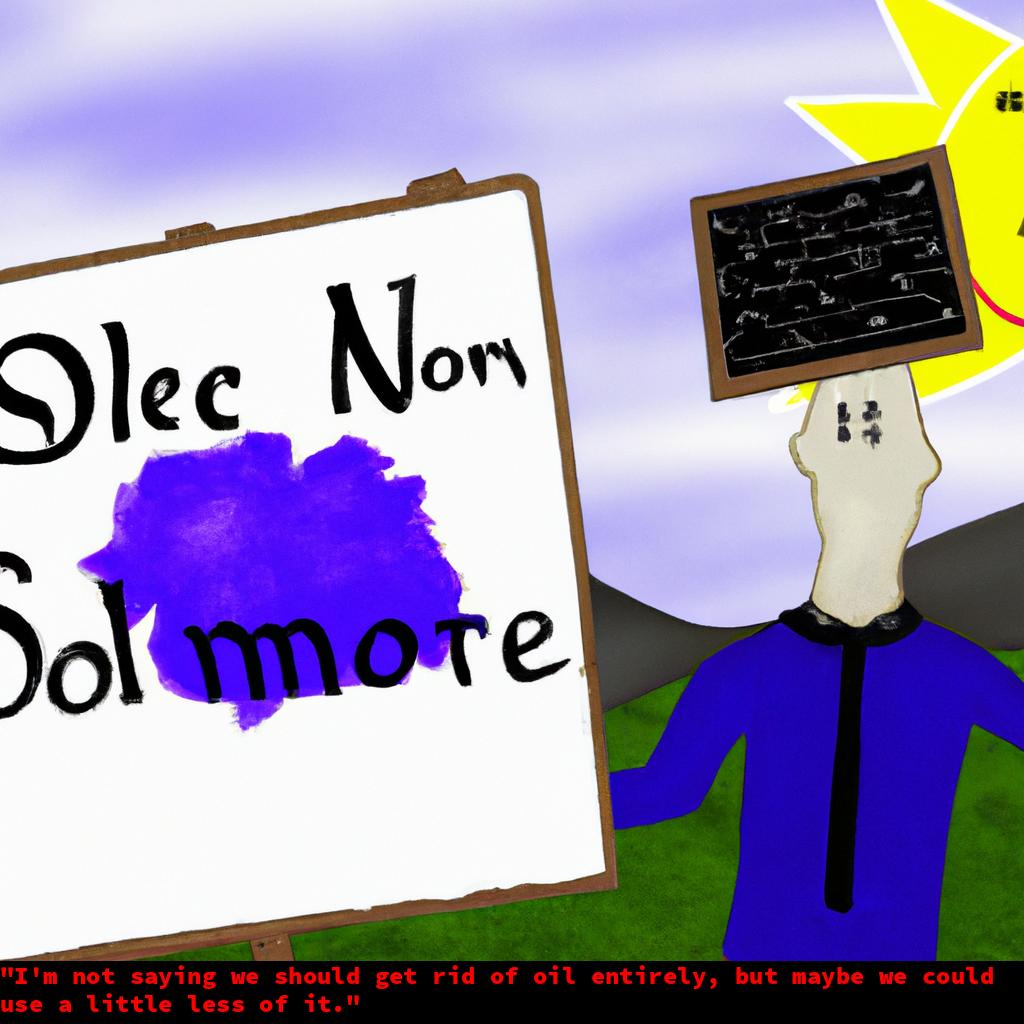 Olec Nom
Sol more
"I'm not saying we should get rid of oil entirely, but maybe we could
use a little less of it."